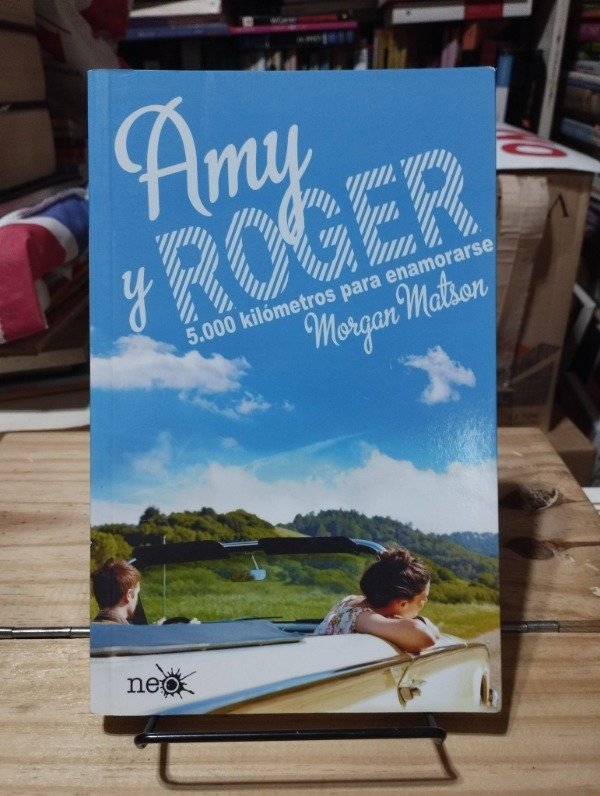 Amy
y ROGER
5.000 kilómetros para enamorarse
Morgan Matson
neo